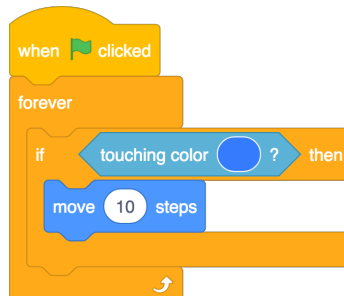 when clicked
forever
if touching color ? then
move 10 steps